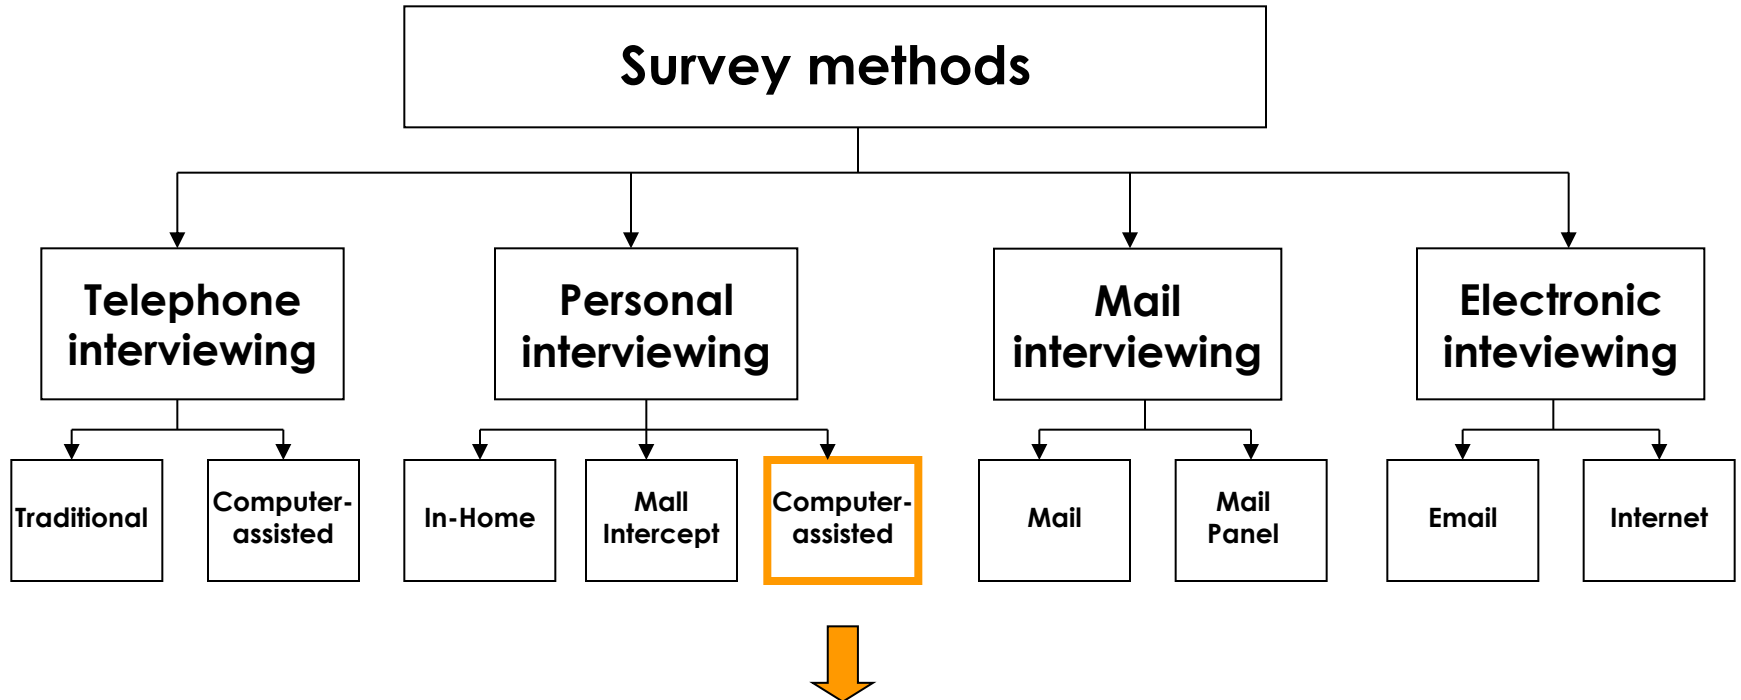 Survey methods
Telephone
interviewing
Personal
interviewing
Mail
interviewing
Electronic
inteviewing
Traditional
Computer-
assisted
In-Home
Mall
Intercept
Computer-
assisted
Mail
Mail
Panel
Email
Internet